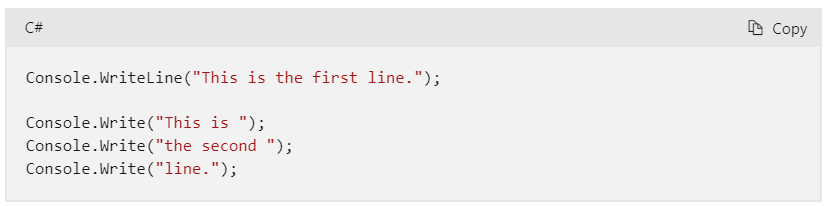 C#
Copy
Console.WriteLine("This is the first line.");
Console.Write("This is ");
Console.Write("the second ");
Console.Write("line.");